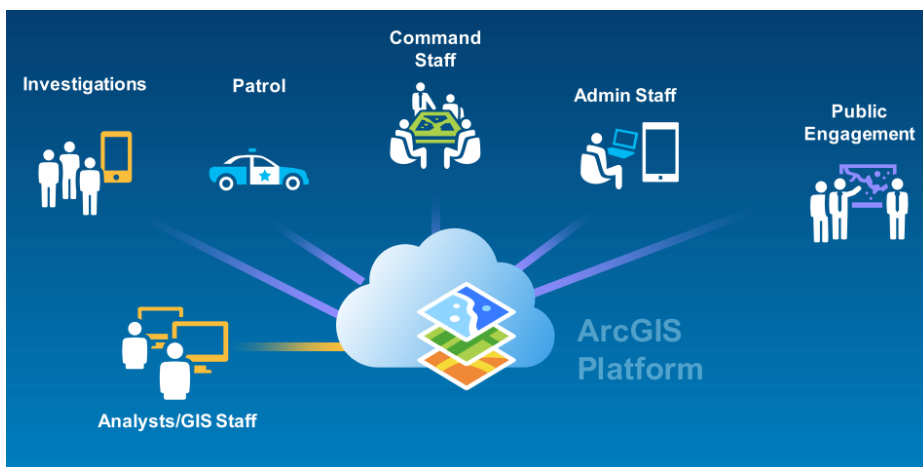 Command
Staff
Investigations
Patrol
Admin Staff
Public
Engagement
ArcGIS
Platform
Analysts/GIS Staff